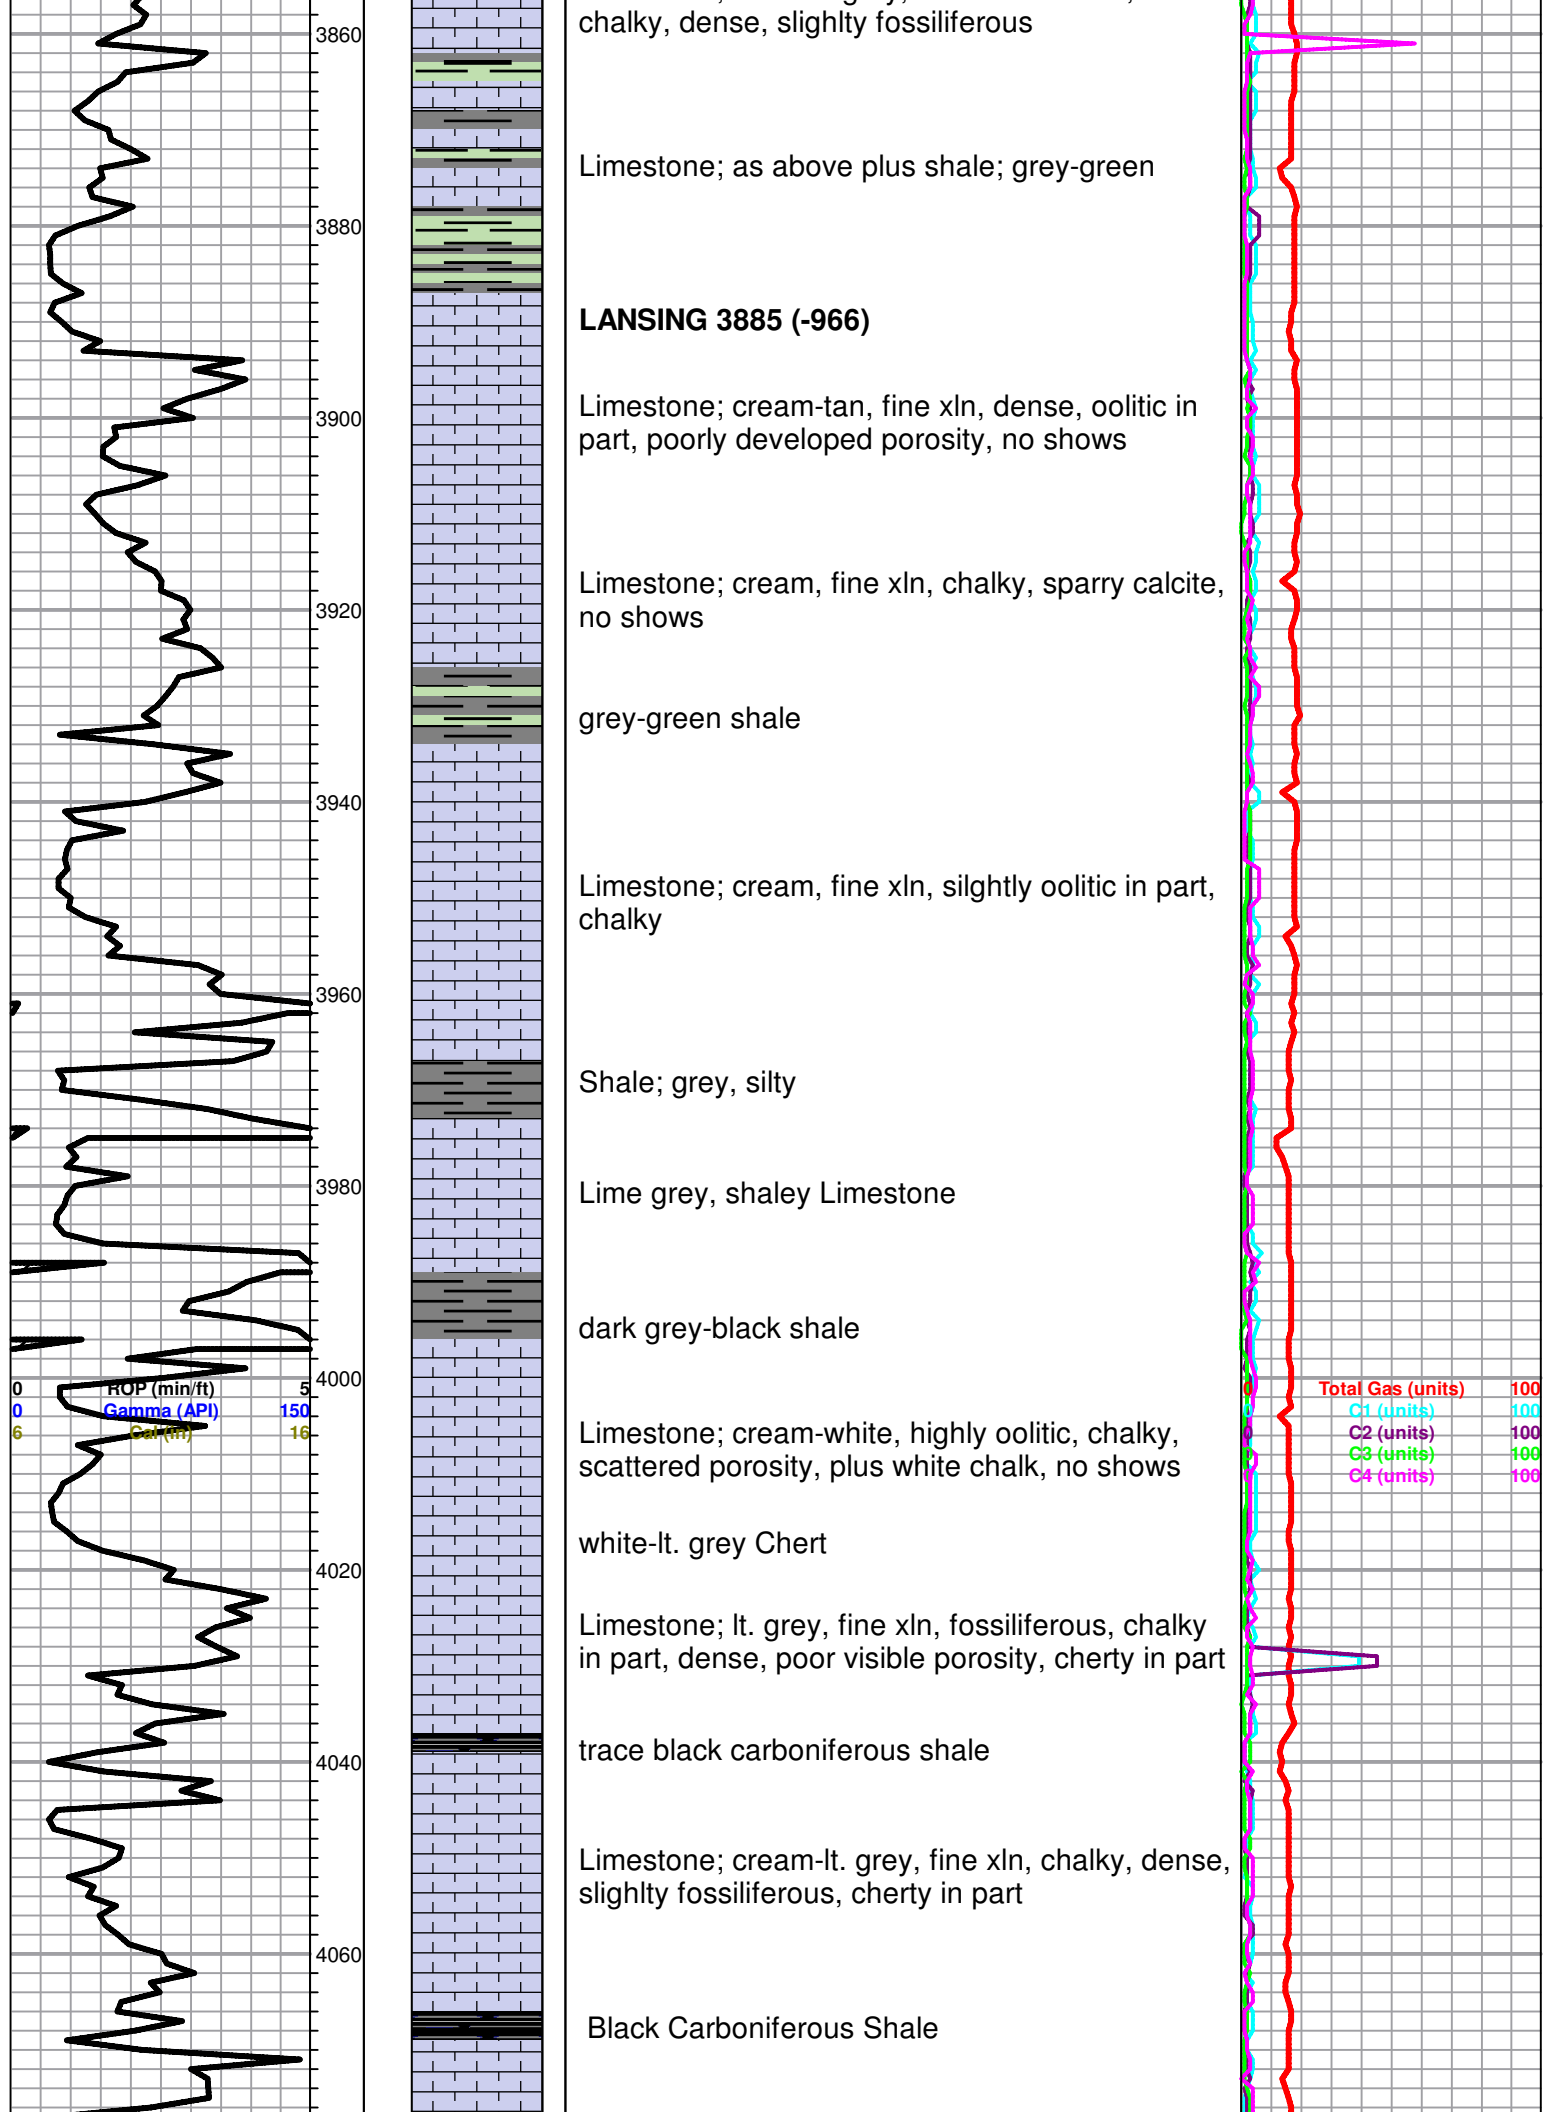 3860
chalky, dense, slighlty fossiliferous
Limestone; as above plus shale; grey-green
3880
LANSING 3885 (-966)
3900
Limestone; cream-tan, fine xln, dense, oolitic in
part, poorly developed porosity, no shows
Limestone; cream, fine xln, chalky, sparry calcite,
3920
no shows
grey-green shale
3940
Limestone; cream, fine xln, silghtly oolitic in part,
chalky
3960
Shale; grey, silty
3980
Lime grey, shaley Limestone
dark grey-black shale
4000
0 ROP (min/ft) 5
0 Gamma (API) 150
6 Cal (in) 16
0 Total Gas (units) 100
C1 (units) 100
C2 (units) 100
C3 (units) 100
C4 (units) 100
Limestone; cream-white, highly oolitic, chalky,
scattered porosity, plus white chalk, no shows
white-lt. grey Chert
4020
Limestone; lt. grey, fine xln, fossiliferous, chalky
in part, dense, poor visible porosity, cherty in part
trace black carboniferous shale
4040
Limestone; cream-lt. grey, fine xln, chalky, dense,
slighlty fossiliferous, cherty in part
4060
Black Carboniferous Shale